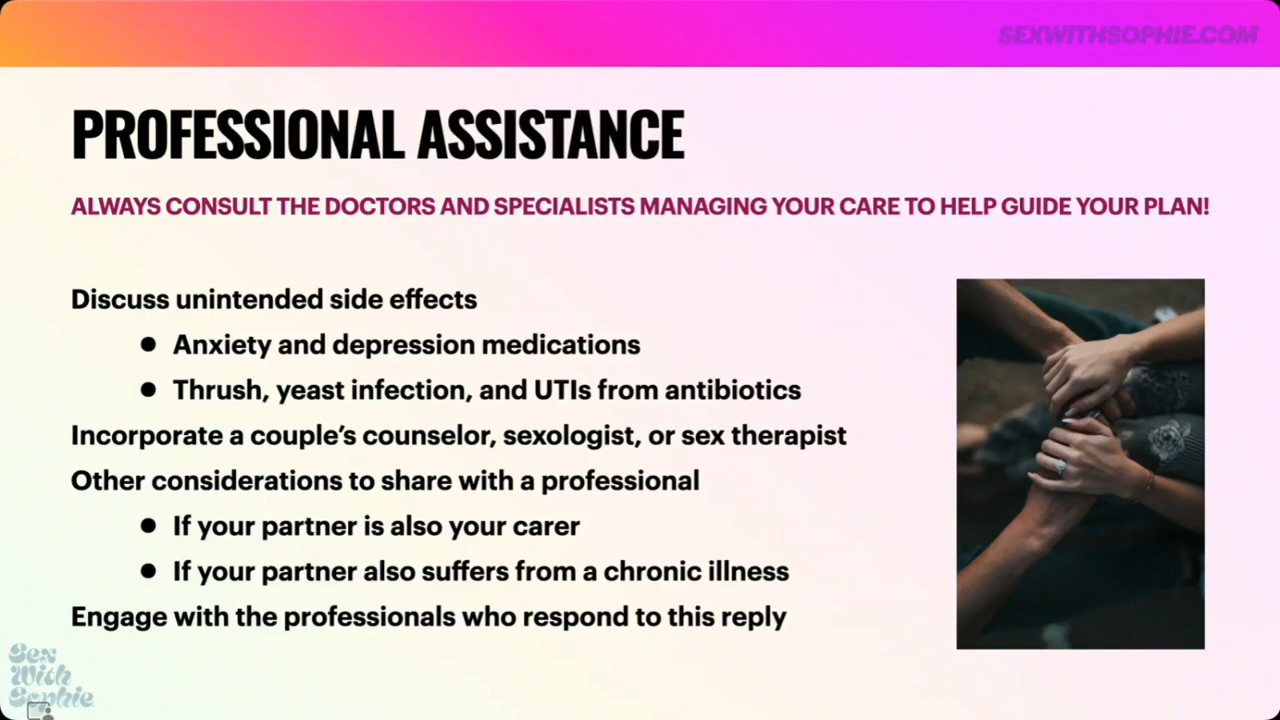 SEXWITHSOPHIE.COM
PROFESSIONAL ASSISTANCE
ALWAYS CONSULT THE DOCTORS AND SPECIALISTS MANAGING YOUR CARE TO HELP GUIDE YOUR PLAN!
Discuss unintended side effects
● Anxiety and depression medications
● Thrush, yeast infection, and UTIs from antibiotics
Incorporate a couple’s counselor, sexologist, or sex therapist
Other considerations to share with a professional
● If your partner is also your carer
● If your partner also suffers from a chronic illness
Engage with the professionals who respond to this reply
Sex
With
Sophie